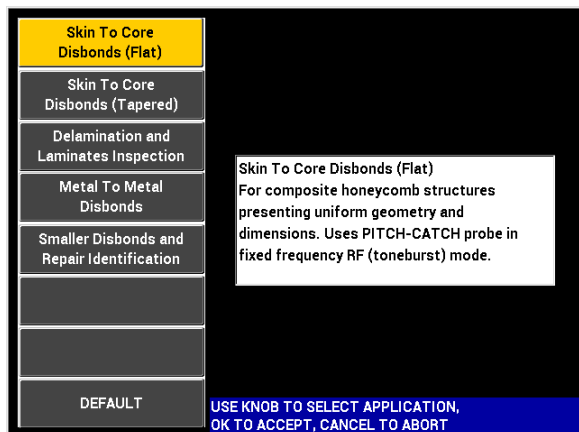 Skin To Core
Disbonds (Flat)
Skin To Core
Disbonds (Tapered)
Delamination and
Laminates Inspection
Metal To Metal
Disbonds
Smaller Disbonds and
Repair Identification
DEFAULT
Skin To Core Disbonds (Flat)
For composite honeycomb structures
presenting uniform geometry and
dimensions. Uses PITCH-CATCH probe in
fixed frequency RF (toneburst) mode.
USE KNOB TO SELECT APPLICATION,
OK TO ACCEPT, CANCEL TO ABORT